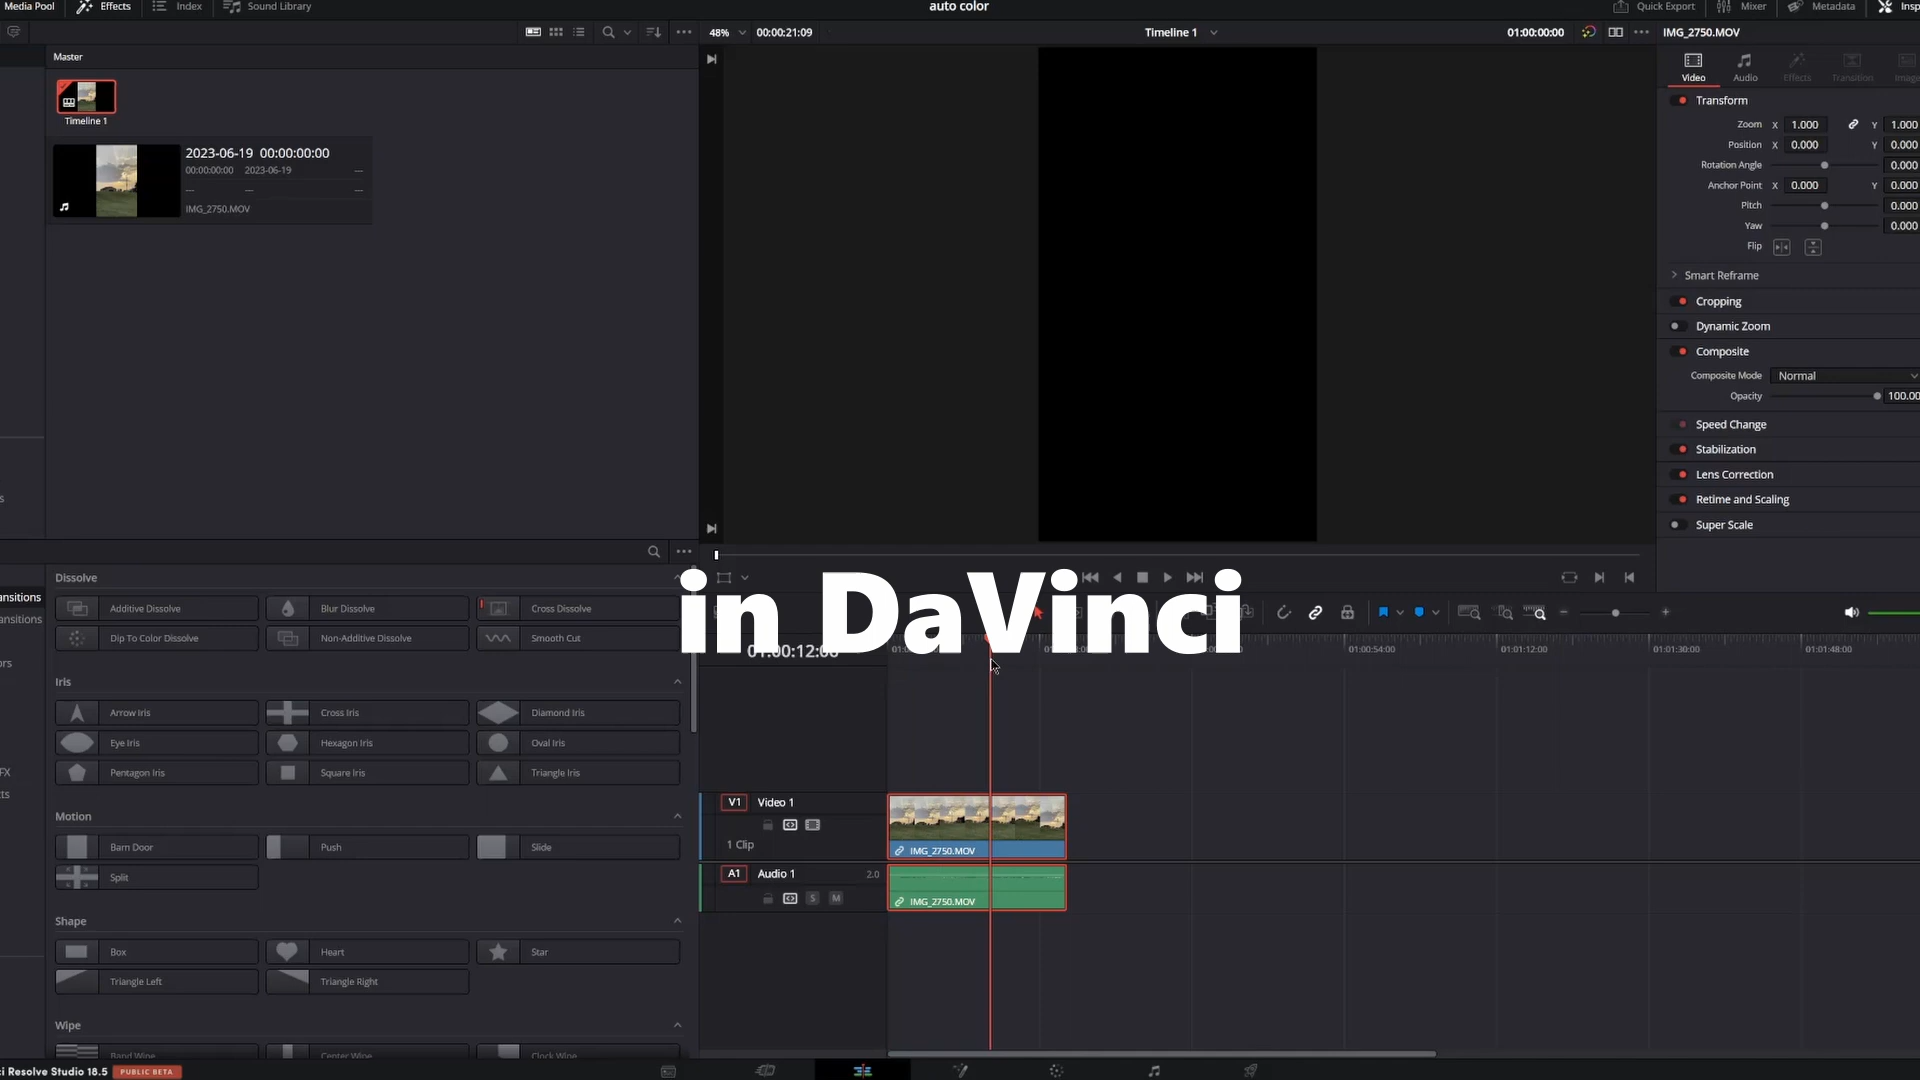 Media Pool
Effects
Index
Sound Library
auto color
Quick Export
Mixer
Metadata
Insp
48%
00:00:21:09
Timeline 1
01:00:00:00
IMG_2750.MOV
Master
Timeline 1
2023-06-19 00:00:00:00
00:00:00:00 2023-06-19 --
-- -- --
IMG_2750.MOV
Video
Audio
Effects
Transition
Image
Transform
Zoom X 1.000 Y 1.000
Position X 0.000 Y 0.000
Rotation Angle 0.000
Anchor Point X 0.000 Y 0.000
Pitch 0.000
Yaw 0.000
Flip
Smart Reframe
Cropping
Dynamic Zoom
Composite
Composite Mode Normal
Opacity 100.00
Speed Change
Stabilization
Lens Correction
Retime and Scaling
Super Scale
in DaVinci
ansitions
ansitions
ors
FX
ts
s
Dissolve
Additive Dissolve
Blur Dissolve
Cross Dissolve
Dip To Color Dissolve
Non-Additive Dissolve
Smooth Cut
Iris
Arrow Iris
Cross Iris
Diamond Iris
Eye Iris
Hexagon Iris
Oval Iris
Pentagon Iris
Square Iris
Triangle Iris
Motion
Barn Door
Push
Slide
Split
Shape
Box
Heart
Star
Triangle Left
Triangle Right
Wipe
Band Wipe
Center Wipe
Clock Wipe
01:00:12:00
01:00:54:00
01:01:12:00
01:01:30:00
01:01:48:00
V1 Video 1
1 Clip
IMG_2750.MOV
A1 Audio 1 2.0
S M
IMG_2750.MOV
ci Resolve Studio 18.5
PUBLIC BETA